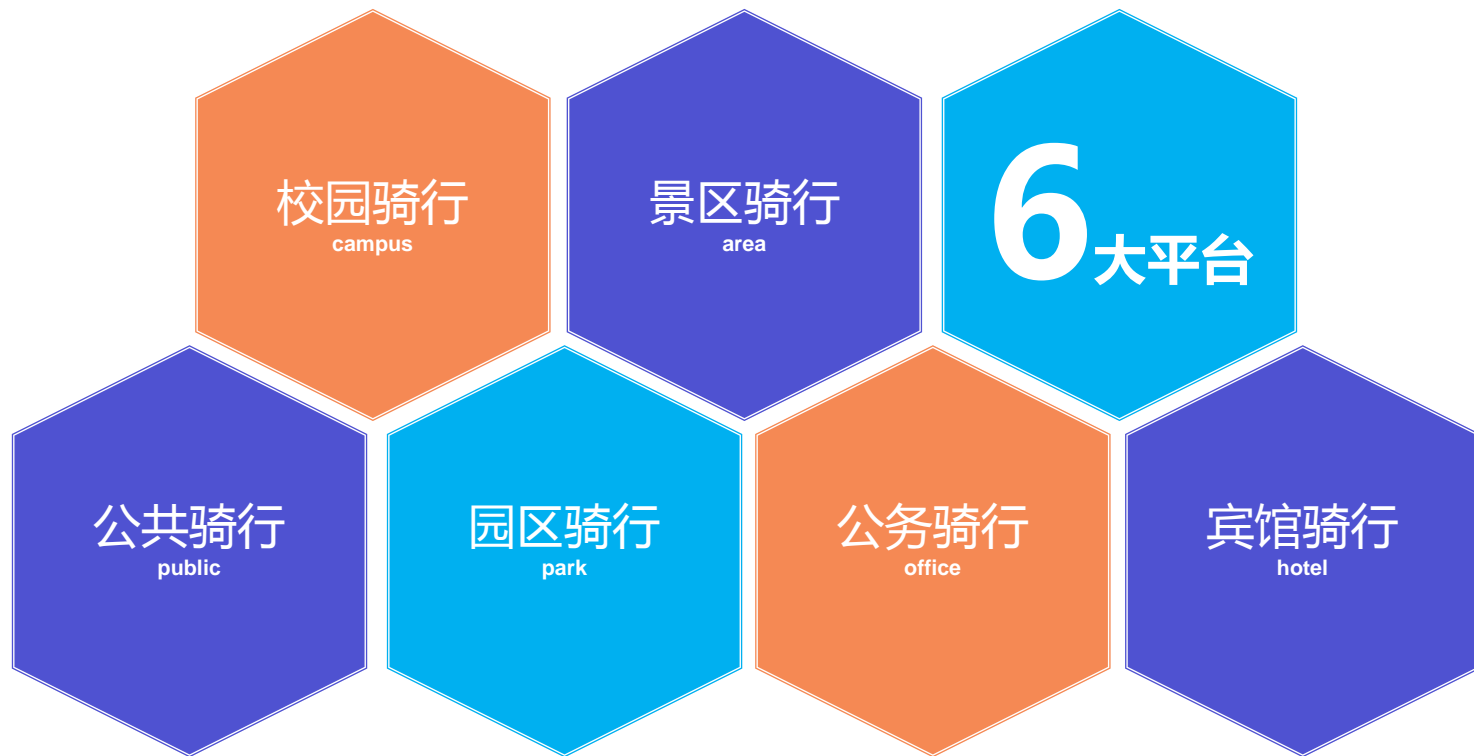 校园骑行
campus
景区骑行
area
6大平台
公共骑行
public
园区骑行
park
公务骑行
office
宾馆骑行
hotel